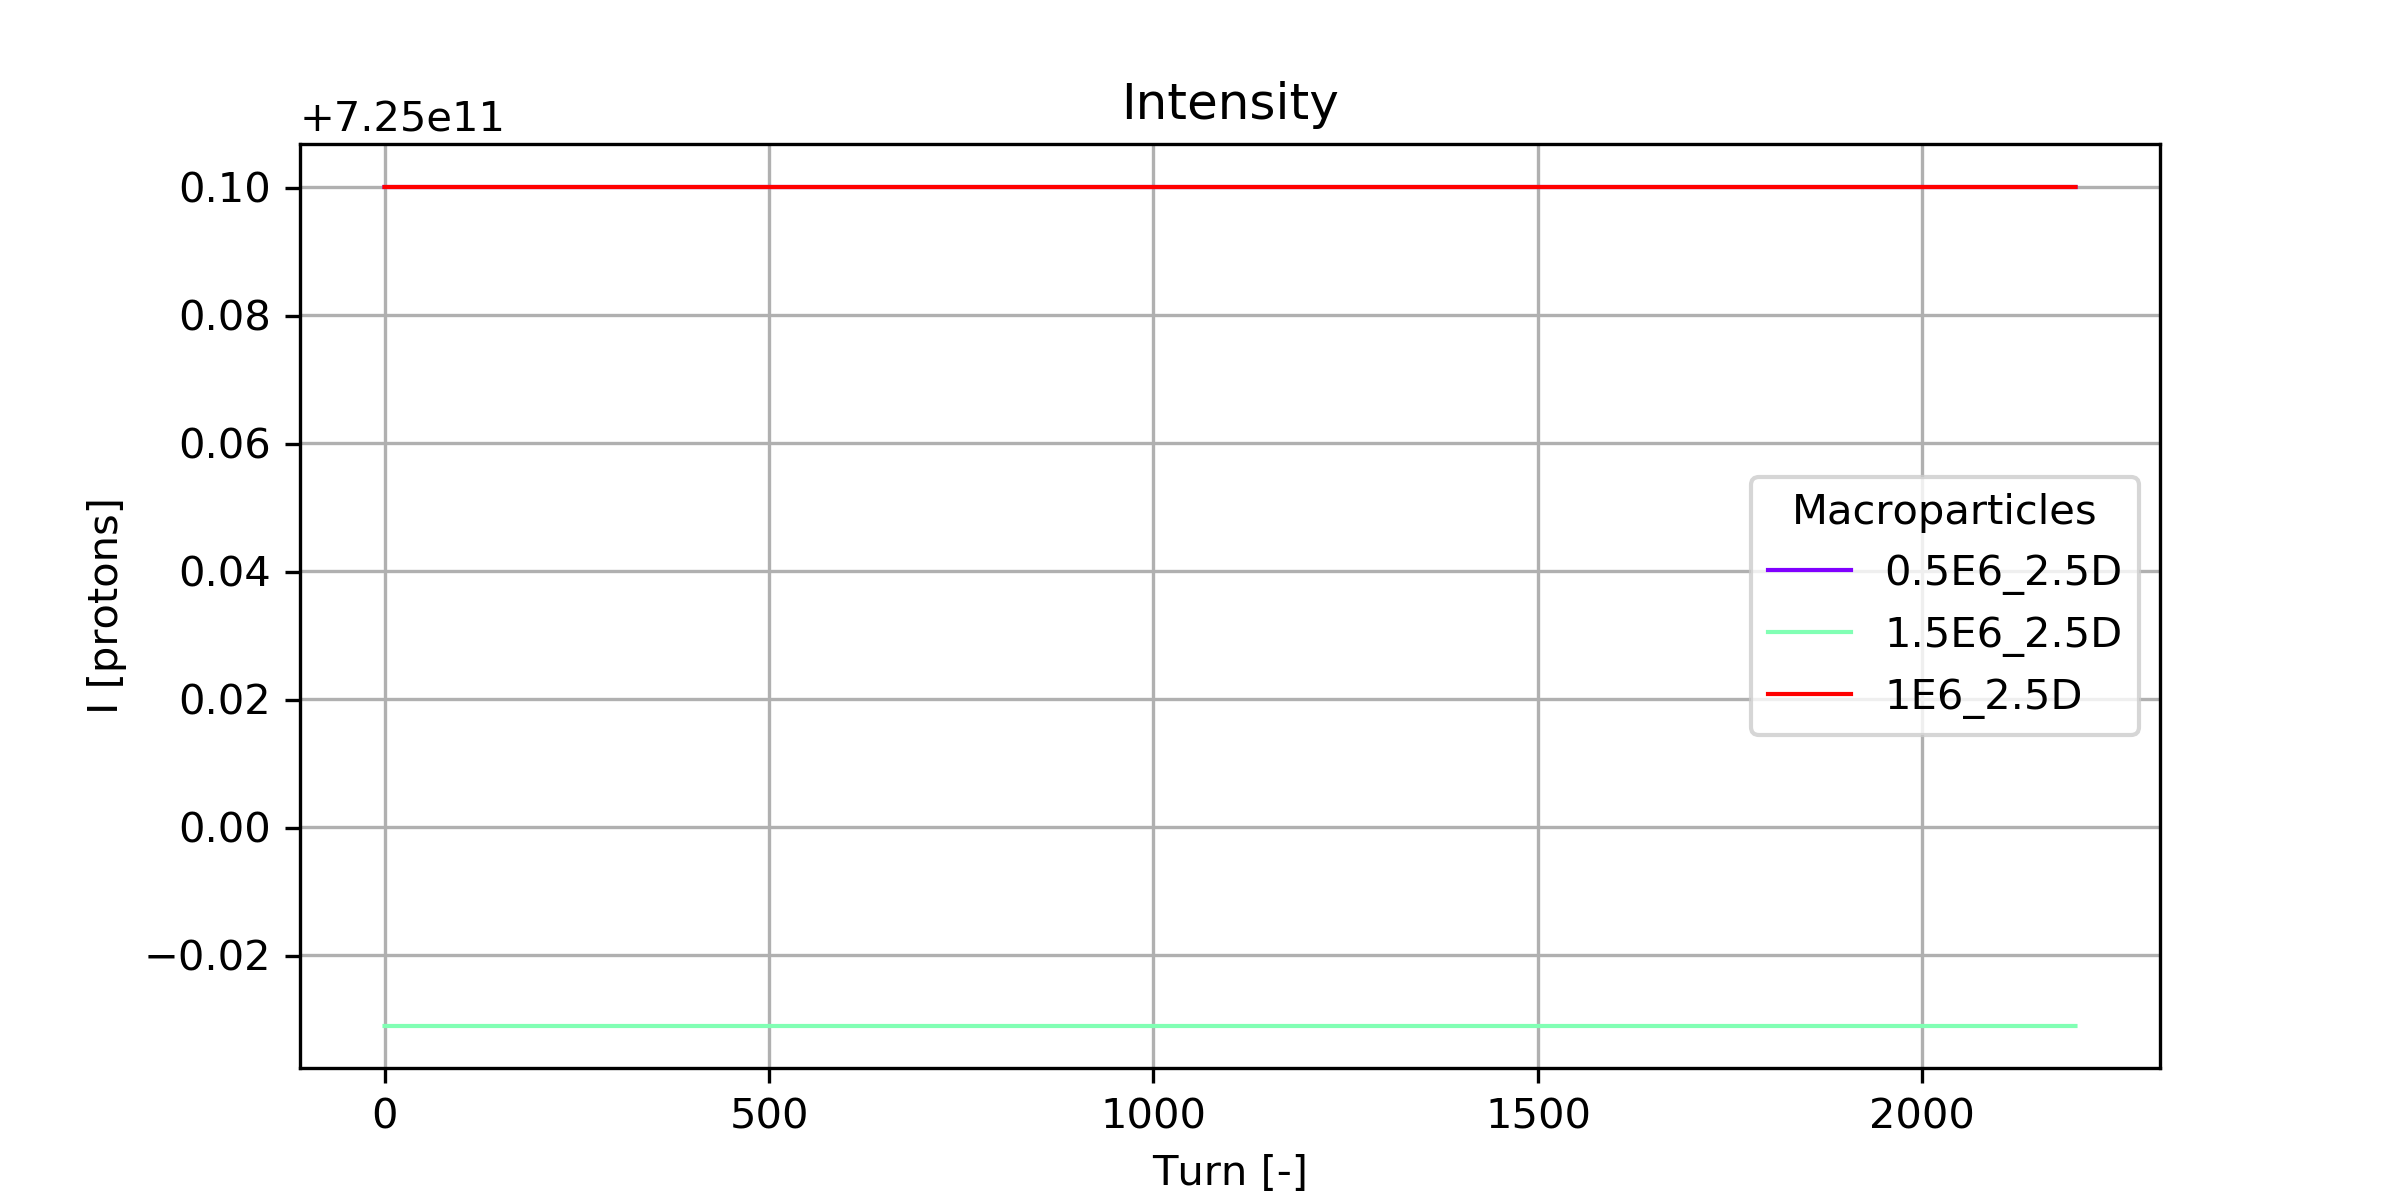 Intensity
+7.25e11
0.10
0.08
0.06
0.04
0.02
0.00
−0.02
I [protons]
Macroparticles
0.5E6_2.5D
1.5E6_2.5D
1E6_2.5D
0 500 1000 1500 2000
Turn [-]